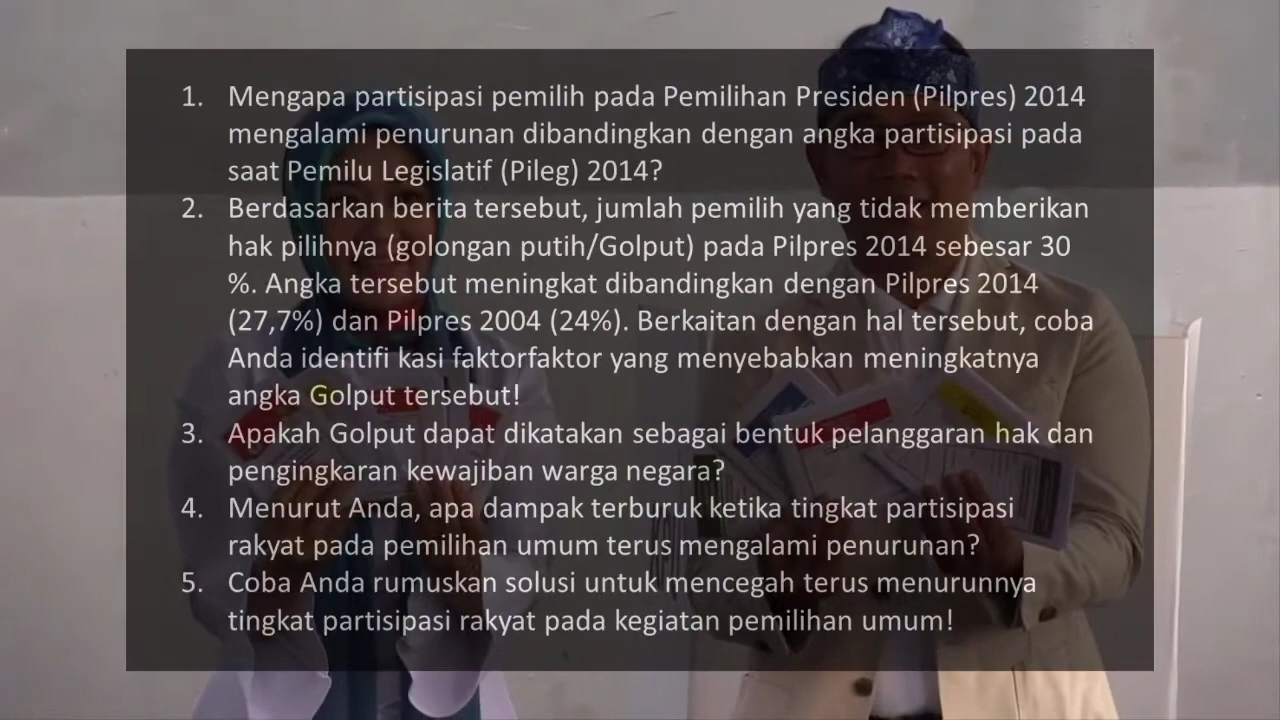 1. Mengapa partisipasi pemilih pada Pemilihan Presiden (Pilpres) 2014
mengalami penurunan dibandingkan dengan angka partisipasi pada
saat Pemilu Legislatif (Pileg) 2014?
2. Berdasarkan berita tersebut, jumlah pemilih yang tidak memberikan
hak pilihnya (golongan putih/Golput) pada Pilpres 2014 sebesar 30
%. Angka tersebut meningkat dibandingkan dengan Pilpres 2014
(27,7%) dan Pilpres 2004 (24%). Berkaitan dengan hal tersebut, coba
Anda identifi kasi faktorfaktor yang menyebabkan meningkatnya
angka Golput tersebut!
3. Apakah Golput dapat dikatakan sebagai bentuk pelanggaran hak dan
pengingkaran kewajiban warga negara?
4. Menurut Anda, apa dampak terburuk ketika tingkat partisipasi
rakyat pada pemilihan umum terus mengalami penurunan?
5. Coba Anda rumuskan solusi untuk mencegah terus menurunnya
tingkat partisipasi rakyat pada kegiatan pemilihan umum!